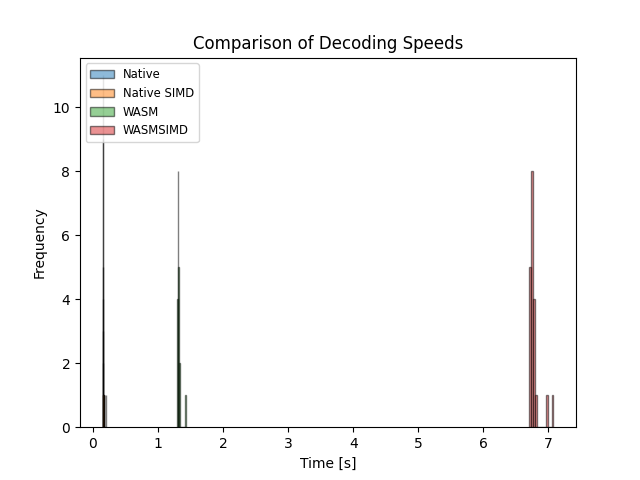 Comparison of Decoding Speeds
Native
Native SIMD
WASM
WASMSIMD
Frequency
10
8
6
4
2
0
0 1 2 3 4 5 6 7
Time [s]